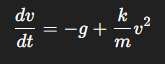 dv/dt = -g + k/m v²